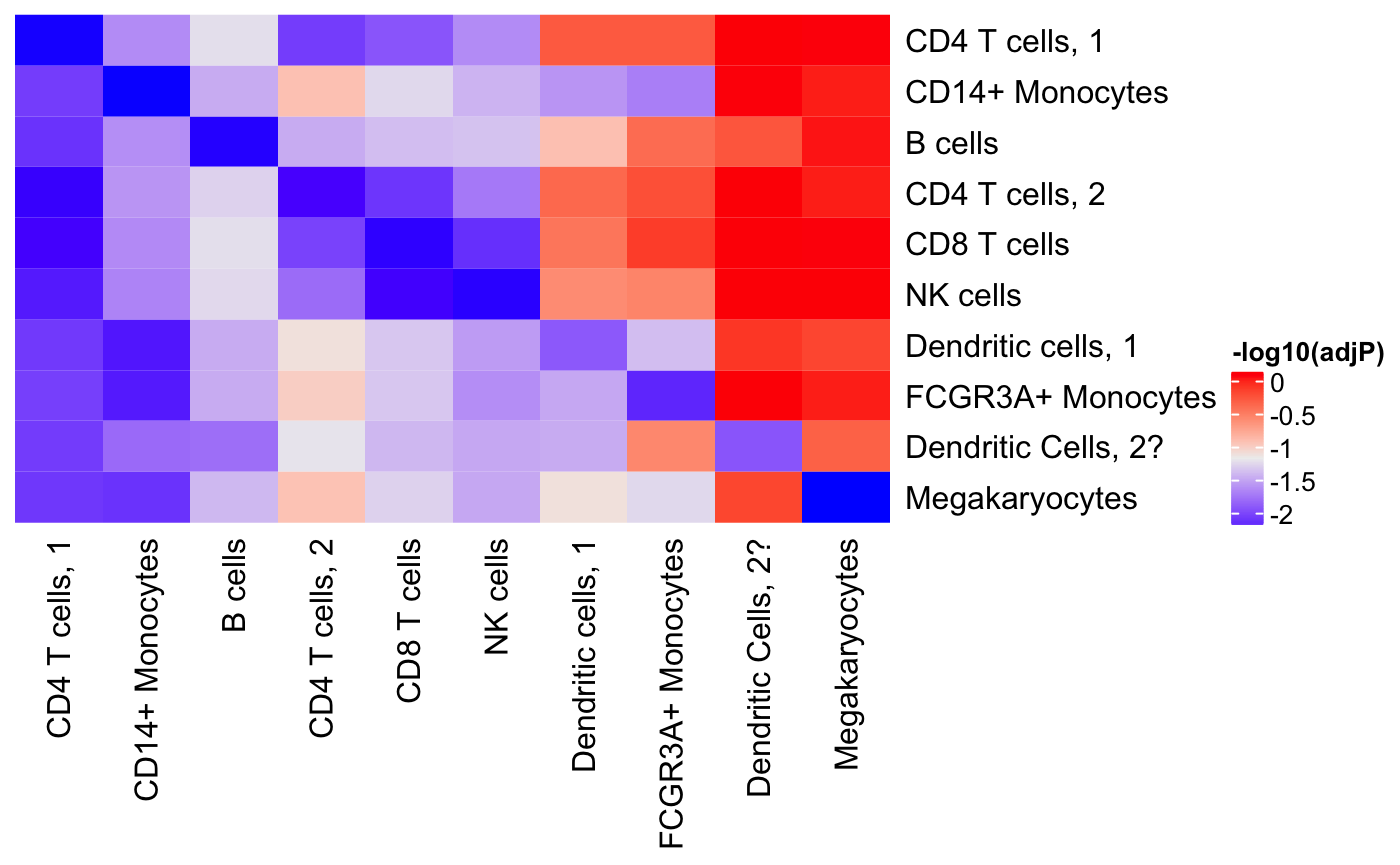 CD4 T cells, 1
CD14+ Monocytes
B cells
CD4 T cells, 2
CD8 T cells
NK cells
Dendritic cells, 1
FCGR3A+ Monocytes
Dendritic Cells, 2?
Megakaryocytes
-log10(adjP)
0
-0.5
-1
-1.5
-2
CD4 T cells, 1
CD14+ Monocytes
B cells
CD4 T cells, 2
CD8 T cells
NK cells
Dendritic cells, 1
FCGR3A+ Monocytes
Dendritic Cells, 2?
Megakaryocytes